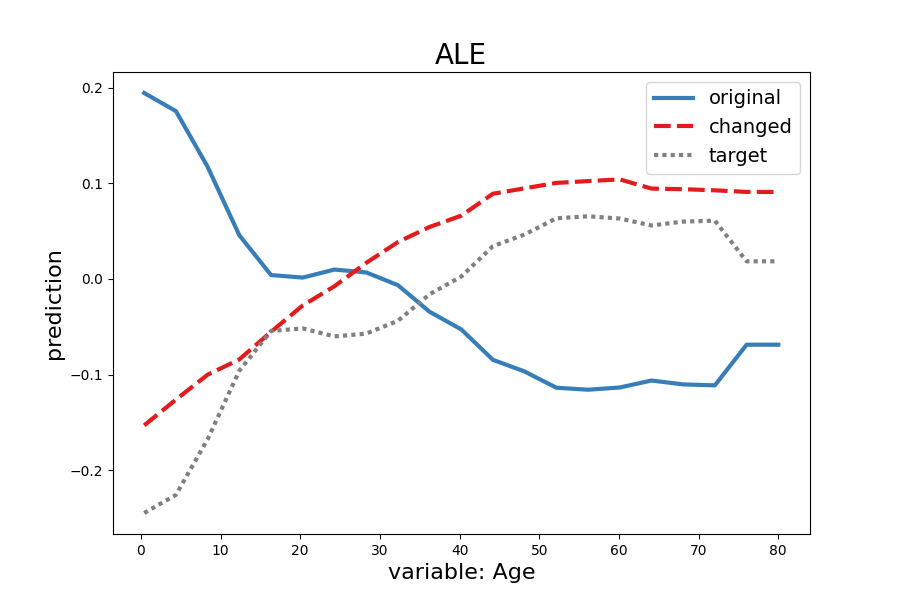 ALE
original
changed
target
prediction
0.2
0.1
0.0
−0.1
−0.2
0 10 20 30 40 50 60 70 80
variable: Age